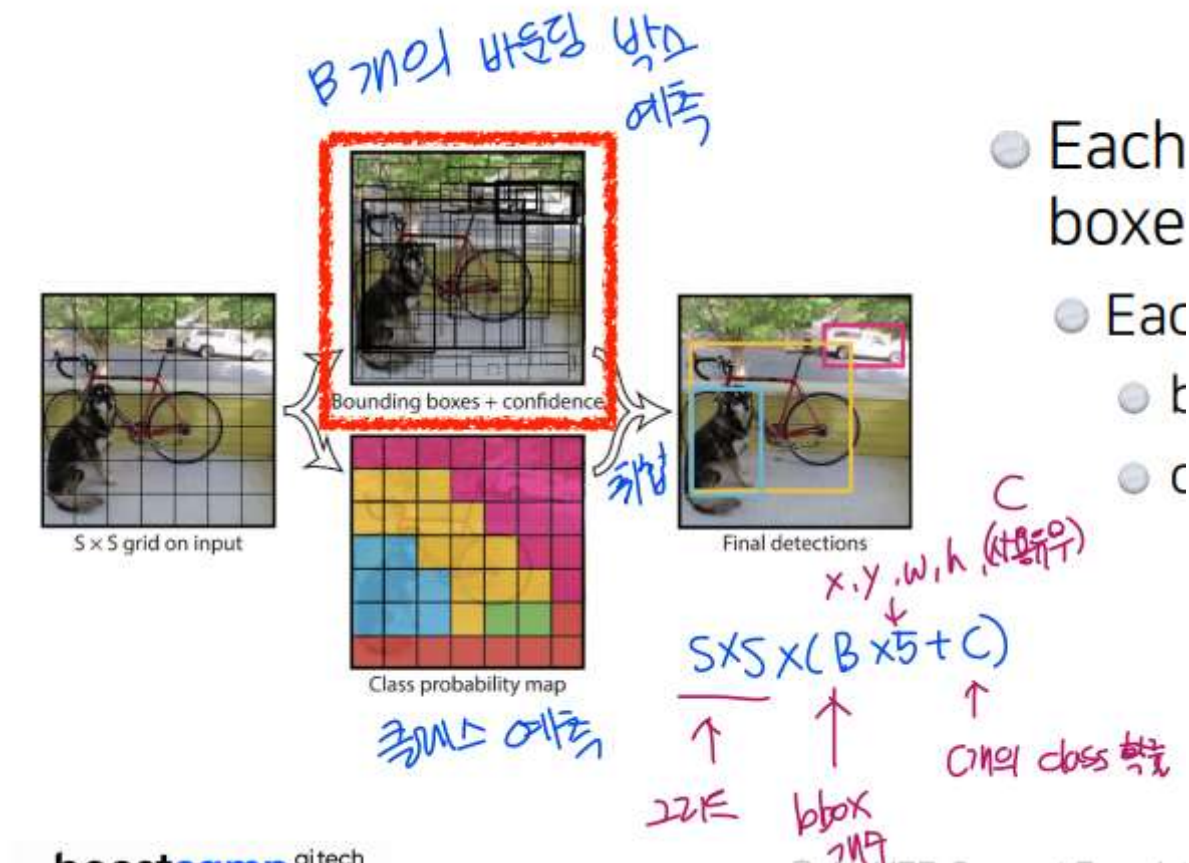 B개의 바운딩 박스
예측
Each
boxe
Eac
b
Bounding boxes + confidence
S × S grid on input
취합
Final detections
C
x, y, w, h,
S×S×(B×5+C)
Class probability map
클래스 예측
그리드
bbox
개수
C개의 class 확률
boostcamp aitech